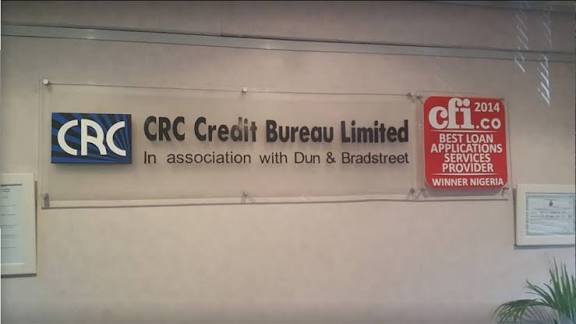 CRC
CRC Credit Bureau Limited
In association with Dun & Bradstreet
2014
cfi.co
BEST LOAN
APPLICATIONS
SERVICES
PROVIDER
WINNER NIGERIA